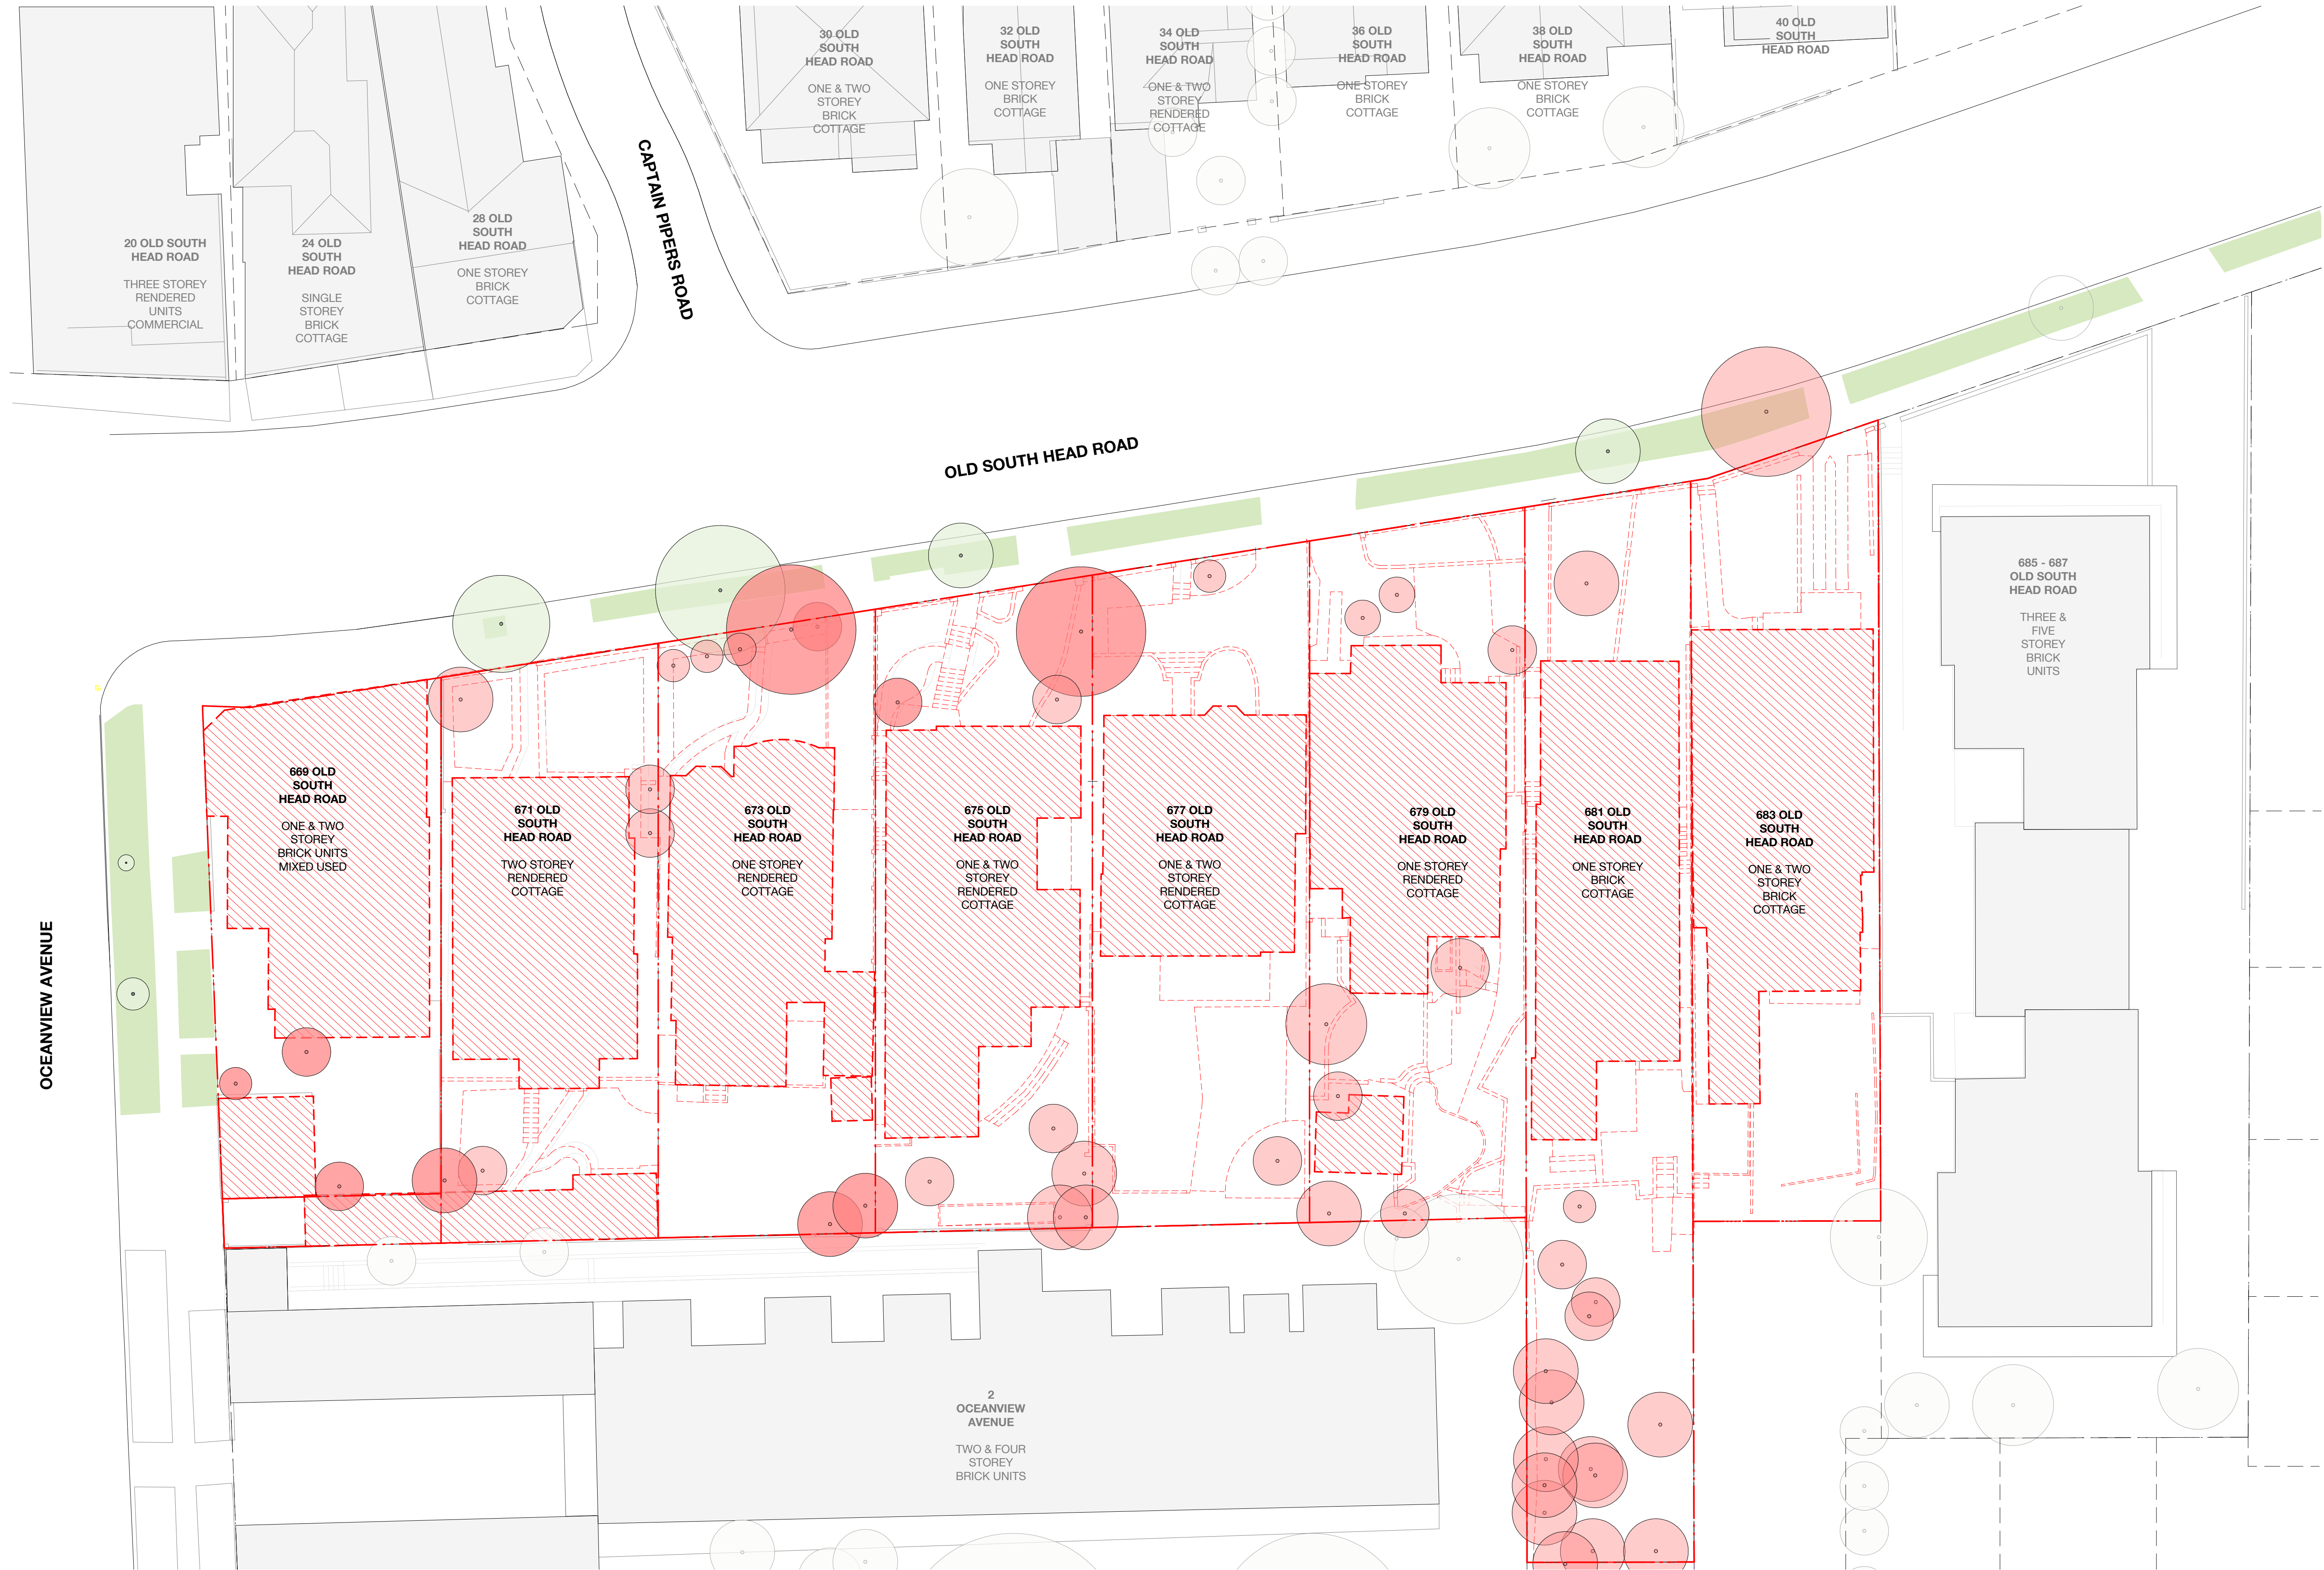 30 OLD
SOUTH
HEAD ROAD
ONE & TWO
STOREY
BRICK
COTTAGE
32 OLD
SOUTH
HEAD ROAD
ONE STOREY
BRICK
COTTAGE
34 OLD
SOUTH
HEAD ROAD
ONE & TWO
STOREY
RENDERED
COTTAGE
36 OLD
SOUTH
HEAD ROAD
ONE STOREY
BRICK
COTTAGE
38 OLD
SOUTH
HEAD ROAD
ONE STOREY
BRICK
COTTAGE
40 OLD
SOUTH
HEAD ROAD
20 OLD SOUTH
HEAD ROAD
THREE STOREY
RENDERED
UNITS
COMMERCIAL
24 OLD
SOUTH
HEAD ROAD
SINGLE
STOREY
BRICK
COTTAGE
28 OLD
SOUTH
HEAD ROAD
ONE STOREY
BRICK
COTTAGE
CAPTAIN PIPERS ROAD
OLD SOUTH HEAD ROAD
685 - 687
OLD SOUTH
HEAD ROAD
THREE &
FIVE
STOREY
BRICK
UNITS
669 OLD
SOUTH
HEAD ROAD
ONE & TWO
STOREY
BRICK UNITS
MIXED USED
671 OLD
SOUTH
HEAD ROAD
TWO STOREY
RENDERED
COTTAGE
673 OLD
SOUTH
HEAD ROAD
ONE STOREY
RENDERED
COTTAGE
675 OLD
SOUTH
HEAD ROAD
ONE & TWO
STOREY
RENDERED
COTTAGE
677 OLD
SOUTH
HEAD ROAD
ONE & TWO
STOREY
RENDERED
COTTAGE
679 OLD
SOUTH
HEAD ROAD
ONE STOREY
RENDERED
COTTAGE
681 OLD
SOUTH
HEAD ROAD
ONE STOREY
BRICK
COTTAGE
683 OLD
SOUTH
HEAD ROAD
ONE & TWO
STOREY
BRICK
COTTAGE
OCEANVIEW AVENUE
2
OCEANVIEW
AVENUE
TWO & FOUR
STOREY
BRICK UNITS